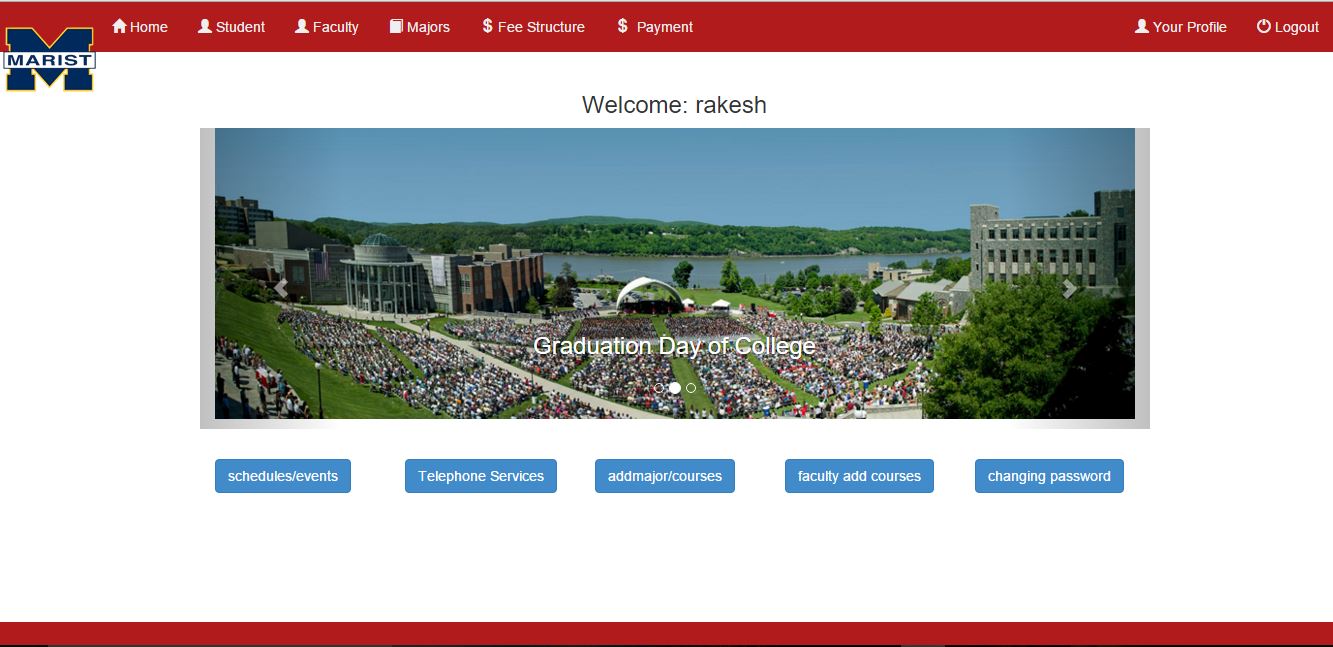 Home Student Faculty Majors $ Fee Structure $ Payment Your Profile Logout
MARIST
Welcome: rakesh
Graduation Day of College
schedules/events Telephone Services addmajor/courses faculty add courses changing password